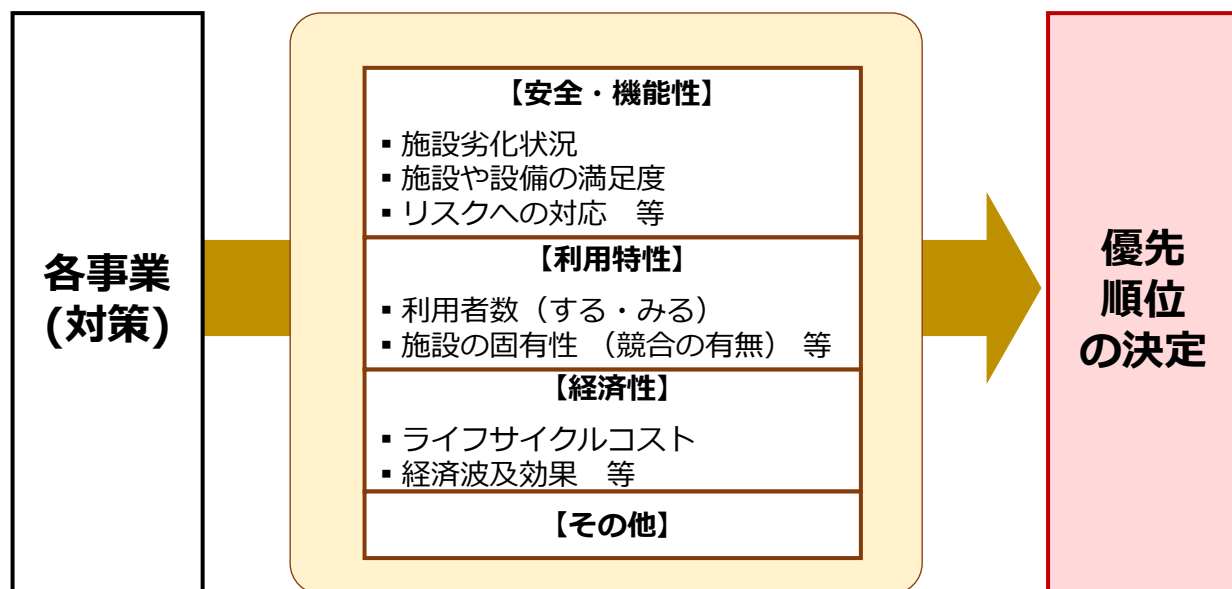 各事業
(対策)
【安全・機能性】
▪ 施設劣化状況
▪ 施設や設備の満足度
▪ リスクへの対応　等
【利用特性】
▪ 利用者数（する・みる）
▪ 施設の固有性 （競合の有無） 等
【経済性】
▪ ライフサイクルコスト
▪ 経済波及効果　等
【その他】
優先
順位
の決定